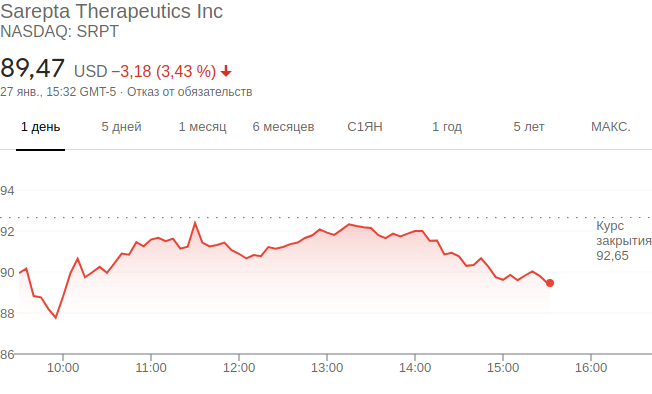 Sarepta Therapeutics Inc
NASDAQ: SRPT
89,47 USD −3,18 (3,43 %)
27 янв., 15:32 GMT-5 · Отказ от обязательств
1 день 5 дней 1 месяц 6 месяцев С1ЯН 1 год 5 лет МАКС.
94
92
90
88
86
Курс
закрытия
92,65
10:00 11:00 12:00 13:00 14:00 15:00 16:00